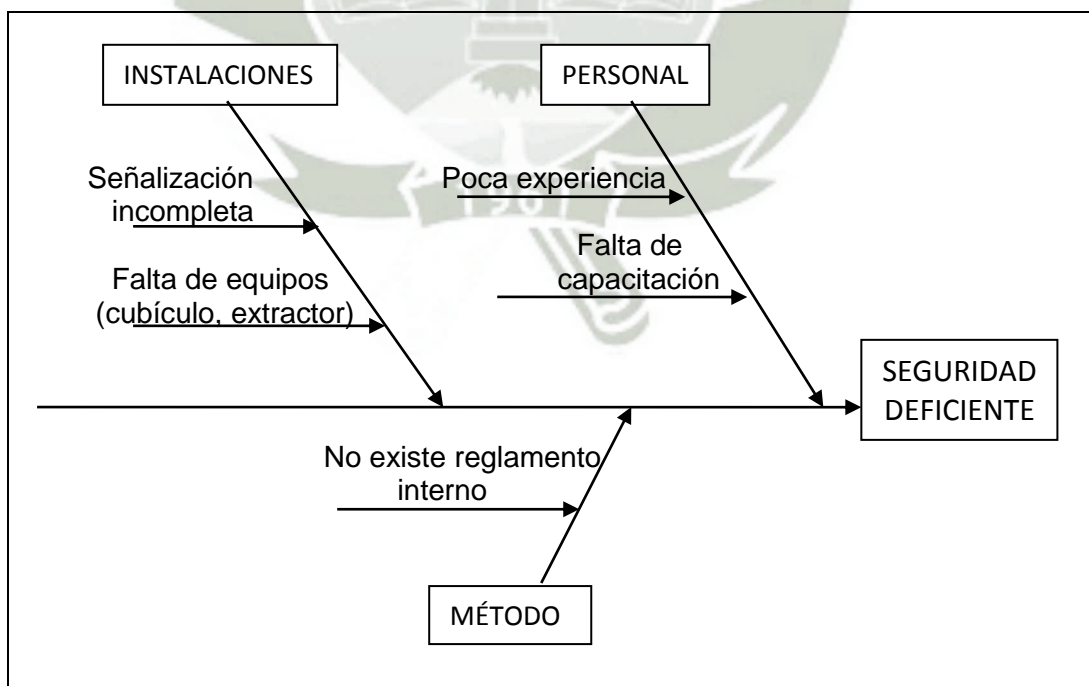 INSTALACIONES
PERSONAL
Señalización
incompleta
Poca experiencia
1961
Falta de
capacitación
Falta de equipos
(cubículo, extractor)
SEGURIDAD
DEFICIENTE
No existe reglamento
interno
MÉTODO